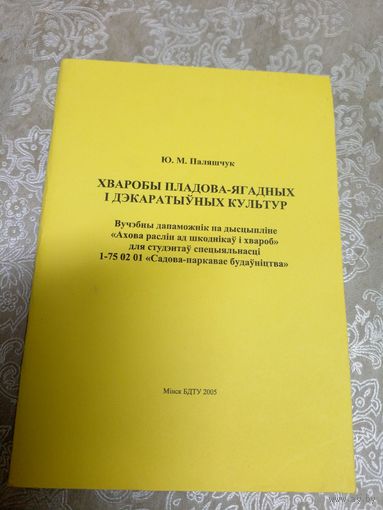 Ю. М. Паляшчук
ХВАРОБЫ ПЛАДОВА-ЯГАДНЫХ
І ДЭКАРАТЫЎНЫХ КУЛЬТУР
Вучэбны дапаможнік па дысцыпліне
«Ахова раслін ад шкоднікаў і хвароб»
для студэнтаў спецыяльнасці
1-75 02 01 «Садова-паркавае будаўніцтва»
Мінск БДТУ 2005